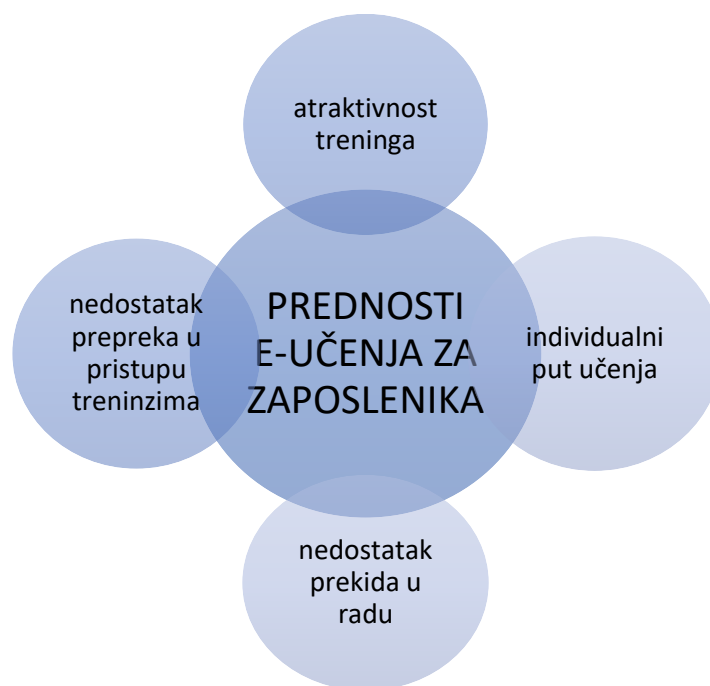 atraktivnost
treninga
nedostatak
prepreka u
pristupu
treninzima
PREDNOSTI
E-UČENJA ZA
ZAPOSLENIKA
individualni
put učenja
nedostatak
prekida u
radu